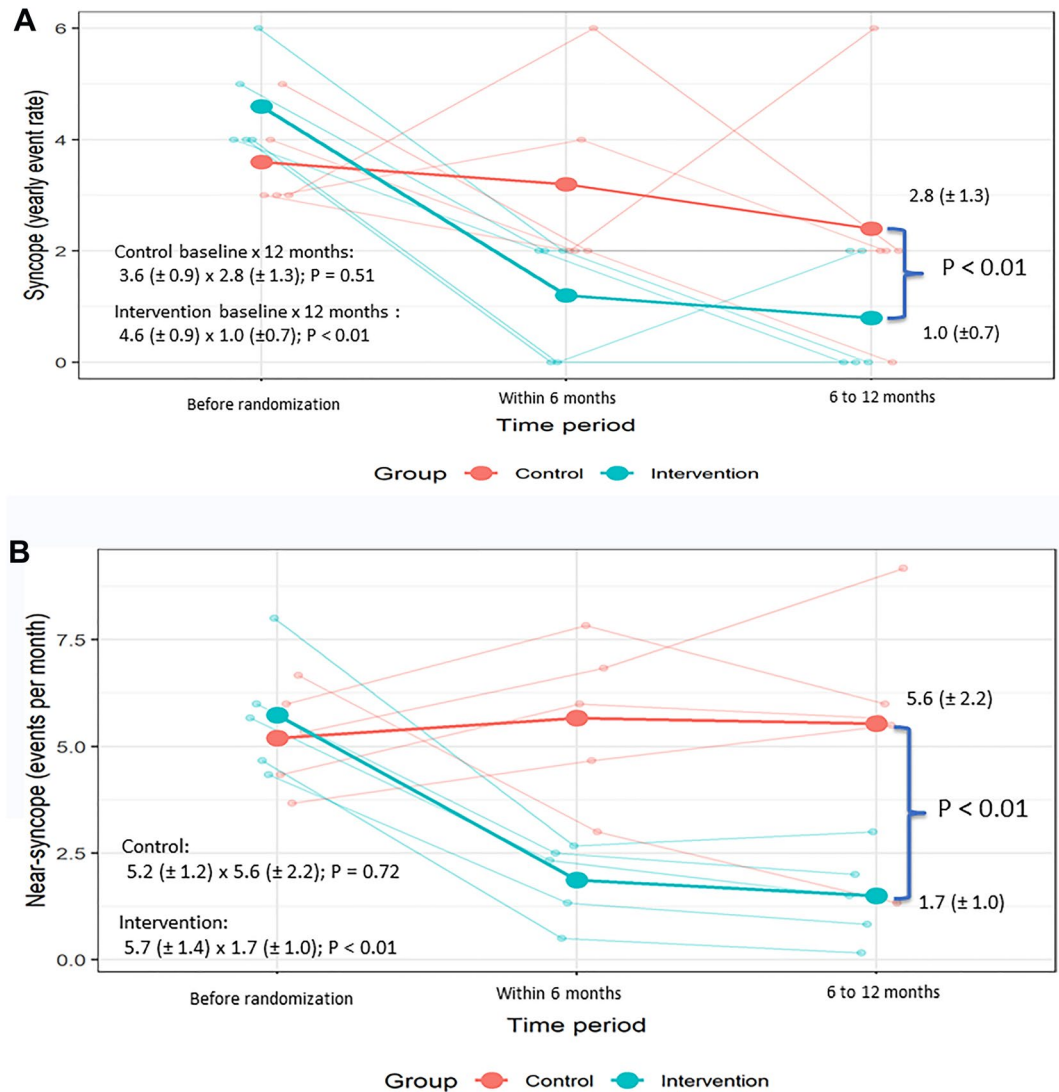 A
Syncope (yearly event rate)
6
4
2
0
2.8 (± 1.3)
P < 0.01
1.0 (±0.7)
Control baseline x 12 months:
3.6 (± 0.9) x 2.8 (± 1.3); P = 0.51
Intervention baseline x 12 months :
4.6 (± 0.9) x 1.0 (±0.7); P < 0.01
Before randomization
Within 6 months
6 to 12 months
Time period
Group Control Intervention
B
Near-syncope (events per month)
7.5
5.0
2.5
0.0
5.6 (± 2.2)
P < 0.01
1.7 (± 1.0)
Control:
5.2 (± 1.2) x 5.6 (± 2.2); P = 0.72
Intervention:
5.7 (± 1.4) x 1.7 (± 1.0); P < 0.01
Before randomization
Within 6 months
6 to 12 months
Time period
Group Control Intervention